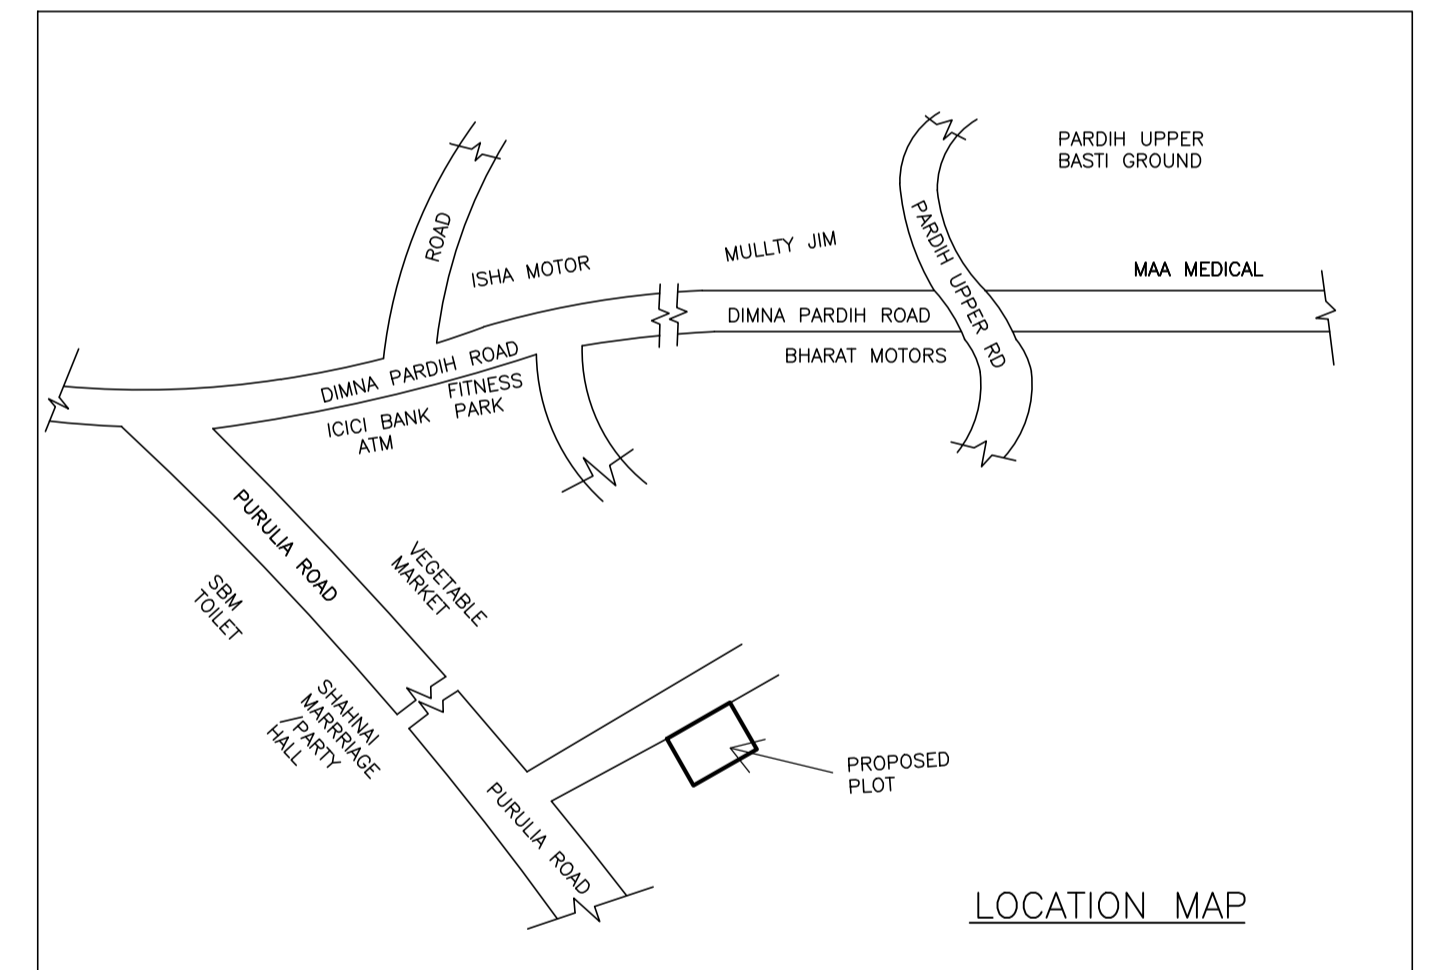 PARDIH UPPER
BASTI GROUND
ROAD
ISHA MOTOR
MULLTY JIM
PARDIH UPPER RD
MAA MEDICAL
DIMNA PARDIH ROAD
BHARAT MOTORS
DIMNA PARDIH ROAD
FITNESS
PARK
ICICI BANK
ATM
PURULIA ROAD
VEGETABLE
MARKET
SBM
TOILET
SHAHNAI
MARRRIAGE
/PARTY
HALL
PROPOSED
PLOT
PURULIA ROAD
LOCATION MAP